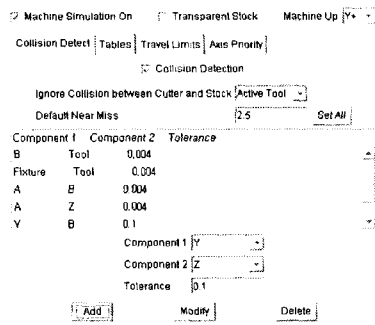 Machine Simulation On Transparent Stock Machine Up Y+
Collision Detect Tables Travel Limits Axis Priority
Collision Detection
Ignore Collision between Cutter and Stock Active Tool
Default Near Miss 2.5 Set All
Component 1 Component 2 Tolerance
B Tool 0.004
Fixture Tool 0.004
A B 0.004
A Z 0.004
Y B 0.1
Component 1 Y
Component 2 Z
Tolerance 0.1
Add Modify Delete